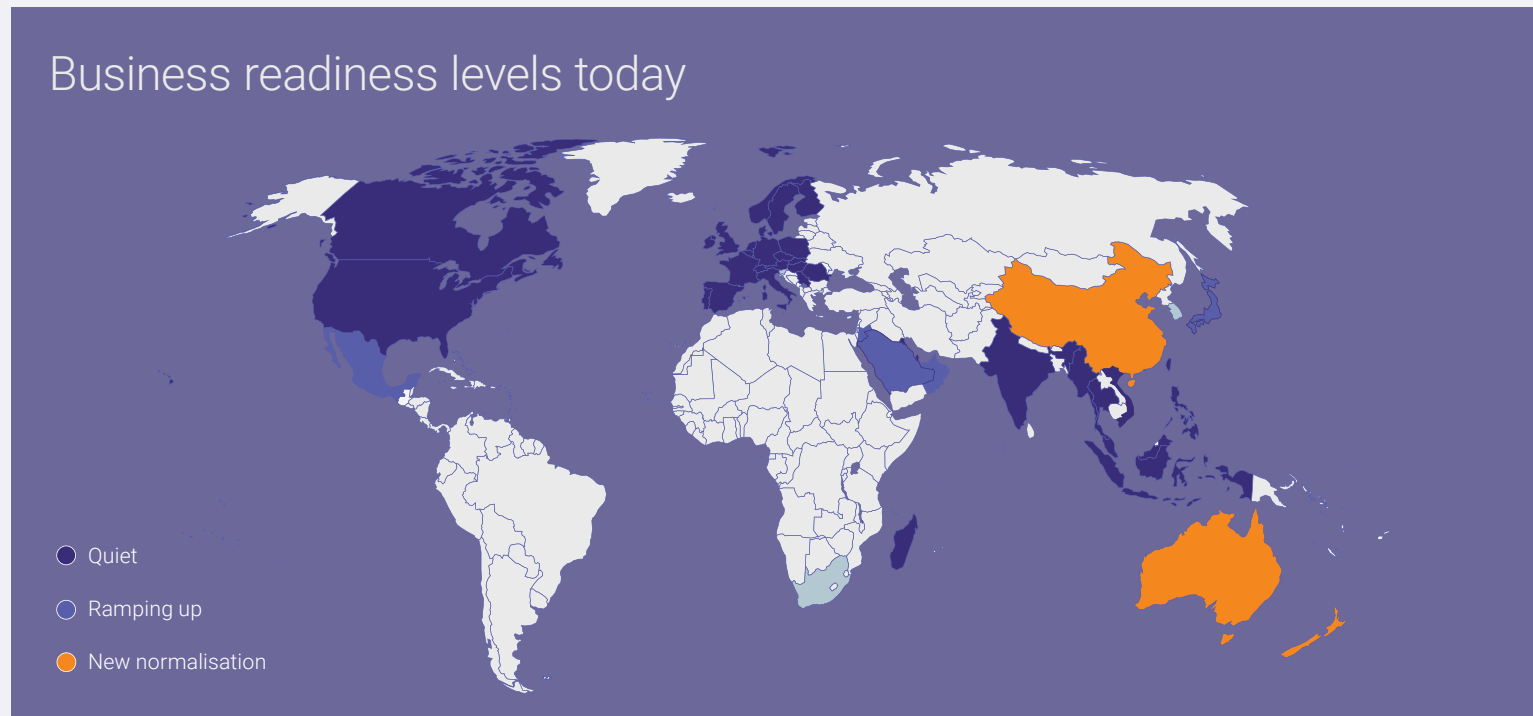 Business readiness levels today
Quiet
Ramping up
New normalisation